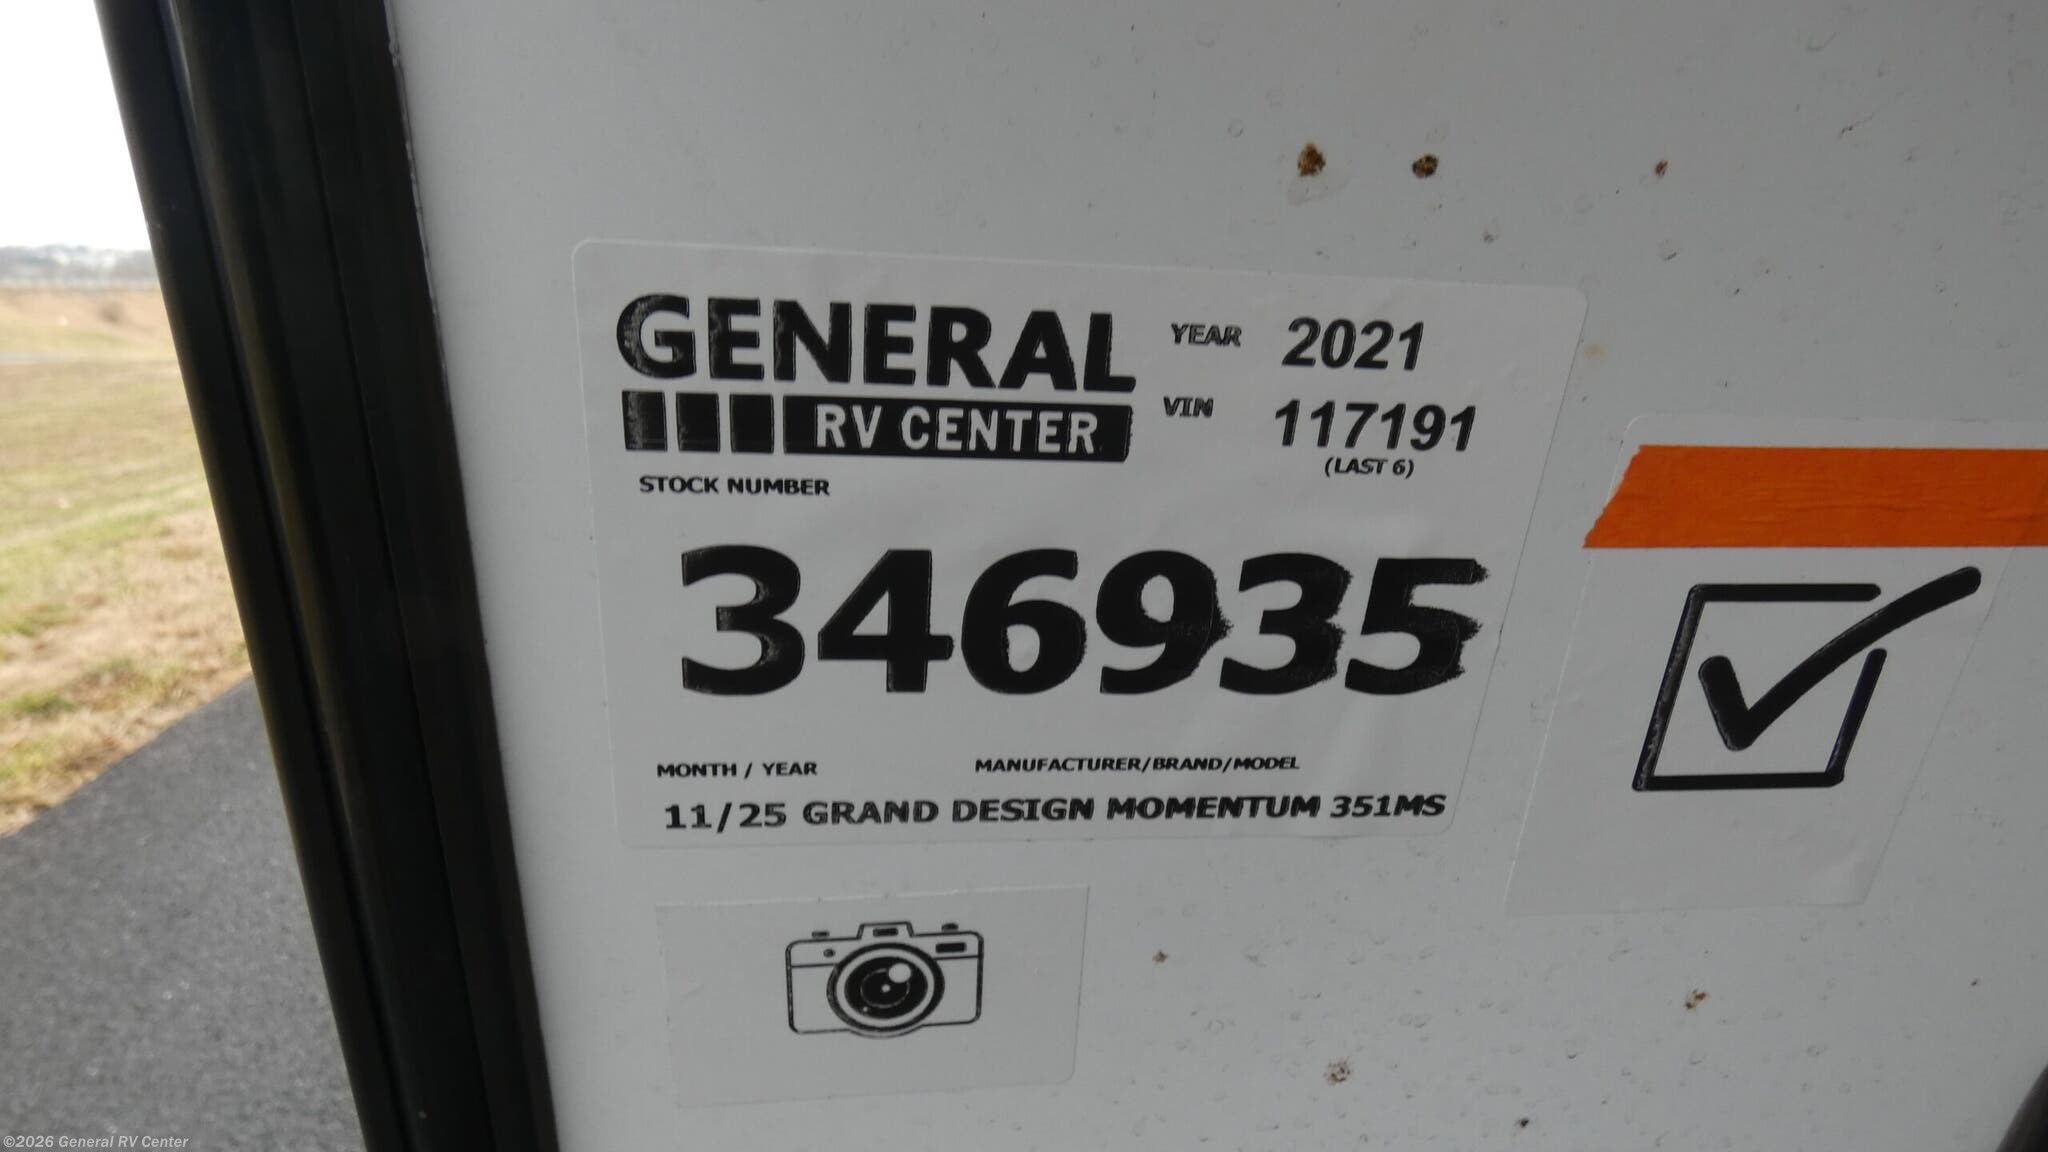 GENERAL
RV CENTER
YEAR 2021
VIN 117191
(LAST 6)
STOCK NUMBER
346935
MONTH / YEAR MANUFACTURER/BRAND/MODEL
11/25 GRAND DESIGN MOMENTUM 351MS
©2026 General RV Center